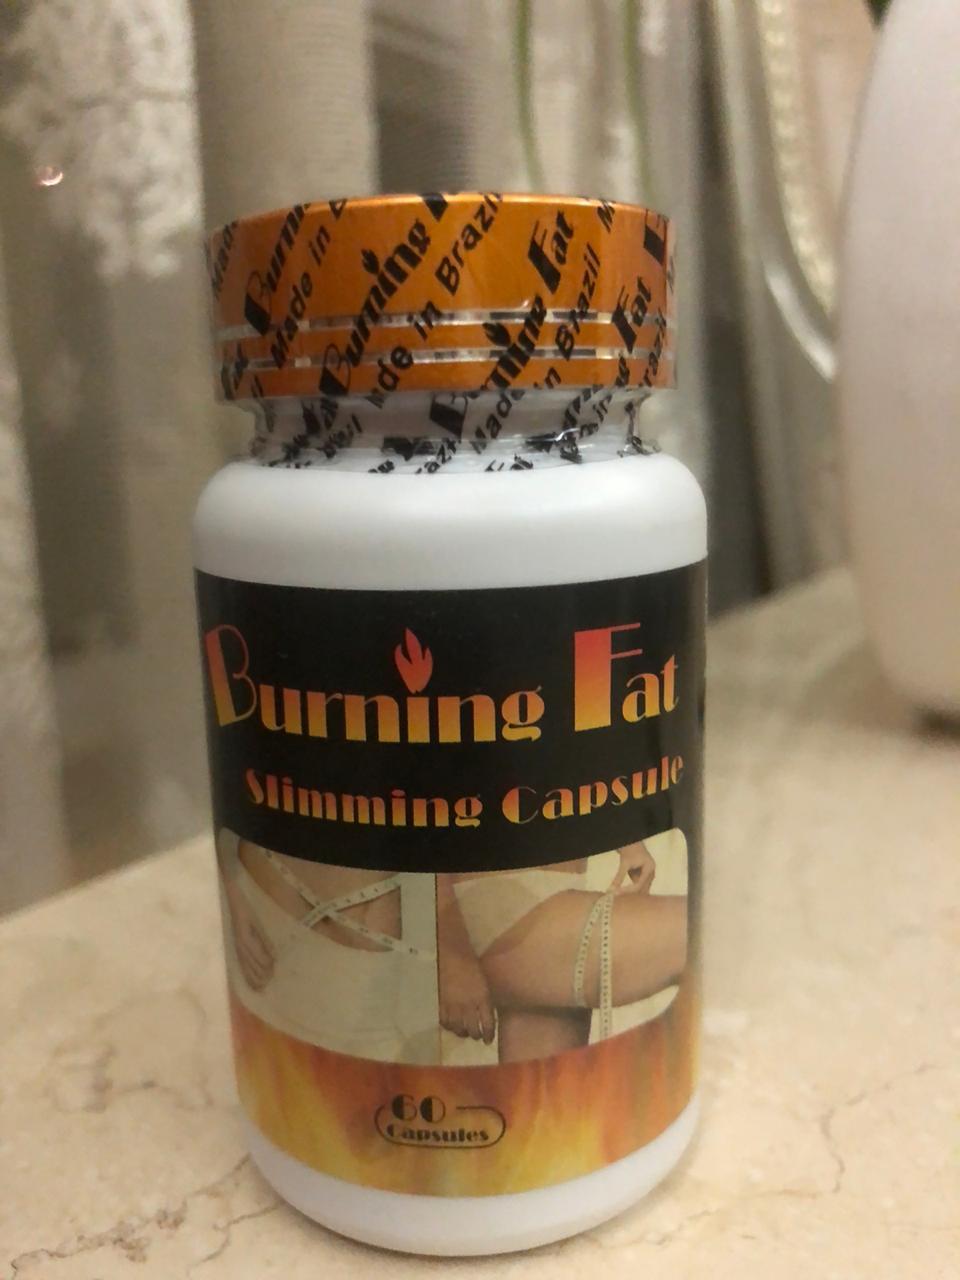 Burning Fat
Made in Brazil
Burning Fat
Slimming Capsule
60
Capsules